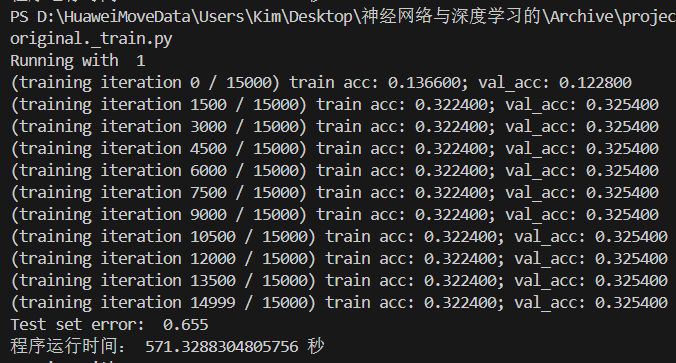 PS D:\HuaweiMoveData\Users\Kim\Desktop\神经网络与深度学习的\Archive\projec
original._train.py
Running with  1
(training iteration 0 / 15000) train acc: 0.136600; val_acc: 0.122800
(training iteration 1500 / 15000) train acc: 0.322400; val_acc: 0.325400
(training iteration 3000 / 15000) train acc: 0.322400; val_acc: 0.325400
(training iteration 4500 / 15000) train acc: 0.322400; val_acc: 0.325400
(training iteration 6000 / 15000) train acc: 0.322400; val_acc: 0.325400
(training iteration 7500 / 15000) train acc: 0.322400; val_acc: 0.325400
(training iteration 9000 / 15000) train acc: 0.322400; val_acc: 0.325400
(training iteration 10500 / 15000) train acc: 0.322400; val_acc: 0.325400
(training iteration 12000 / 15000) train acc: 0.322400; val_acc: 0.325400
(training iteration 13500 / 15000) train acc: 0.322400; val_acc: 0.325400
(training iteration 14999 / 15000) train acc: 0.322400; val_acc: 0.325400
Test set error:  0.655
程序运行时间： 571.3288304805756 秒